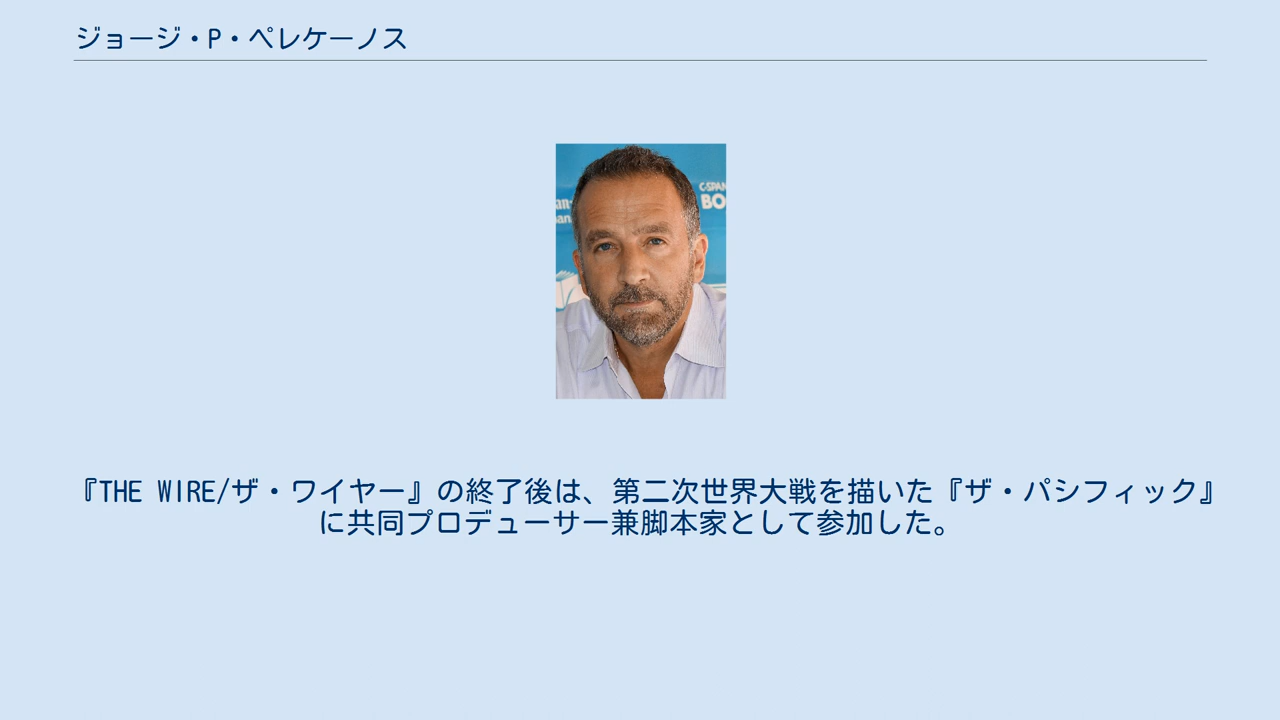 ジョージ・P・ペレケーノス
C-SPAN
BO
an
『THE WIRE/ザ・ワイヤー』の終了後は、第二次世界大戦を描いた『ザ・パシフィック』
に共同プロデューサー兼脚本家として参加した。